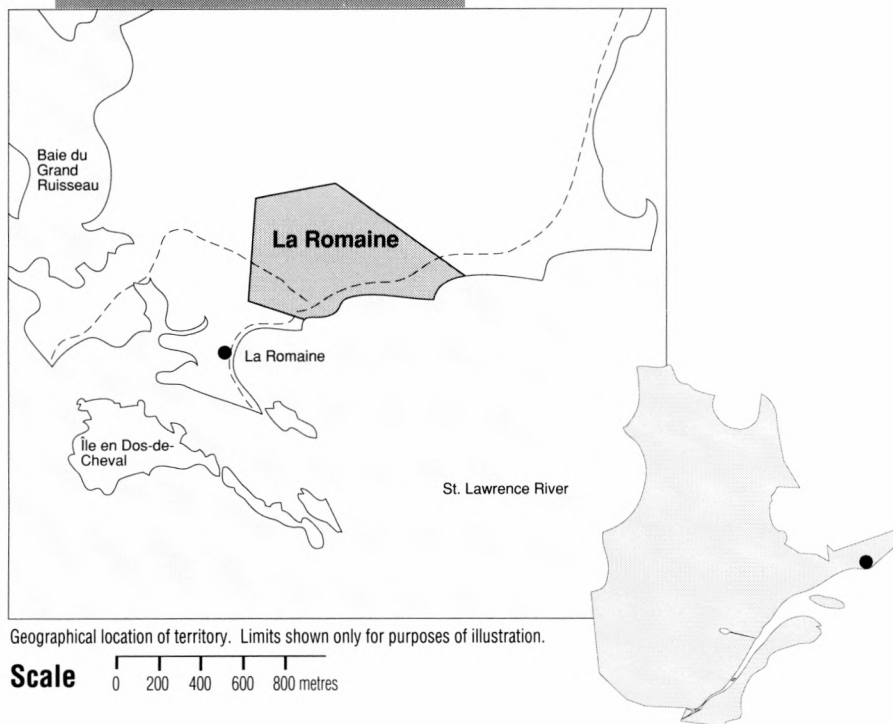 Baie du
Grand
Ruisseau
La Romaine
La Romaine
Île en Dos-de-
Cheval
St. Lawrence River
Geographical location of territory. Limits shown only for purposes of illustration.
Scale
0 200 400 600 800 metres